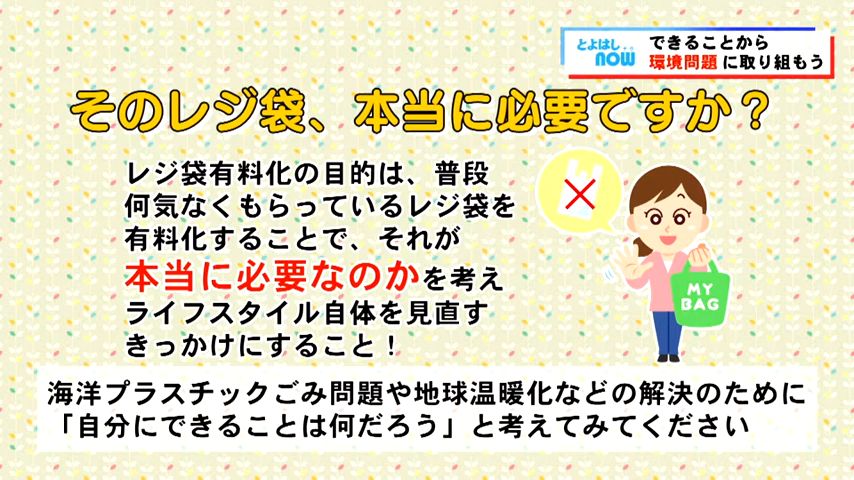 とよはし
NOW
できることから
環境問題に取り組もう
そのレジ袋、本当に必要ですか？
レジ袋有料化の目的は、普段
何気なくもらっているレジ袋を
有料化することで、それが
本当に必要なのかを考え
ライフスタイル自体を見直す
きっかけにすること！
MY
BAG
海洋プラスチックごみ問題や地球温暖化などの解決のために
「自分にできることは何だろう」と考えてみてください